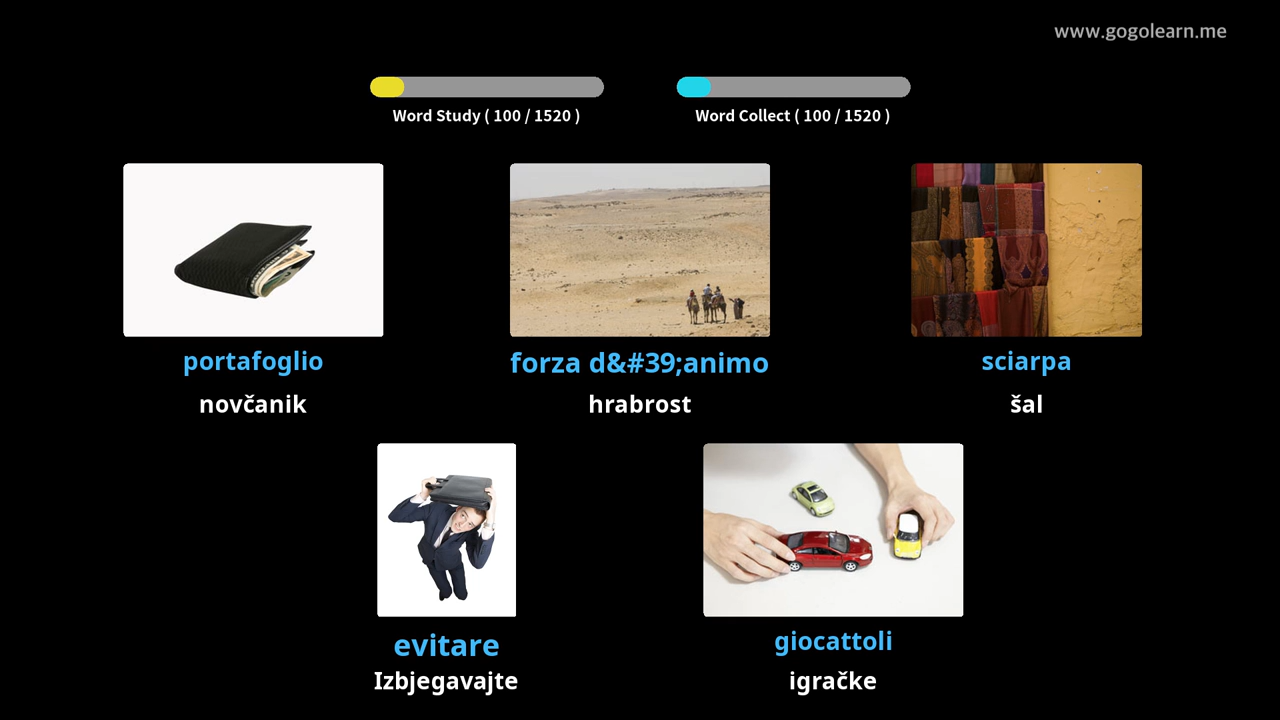 www.gogolearn.me
Word Study ( 100 / 1520 )
Word Collect ( 100 / 1520 )
portafoglio
forza d&#39;animo
sciarpa
novčanik
hrabrost
šal
evitare
giocattoli
Izbjegavajte
igračke